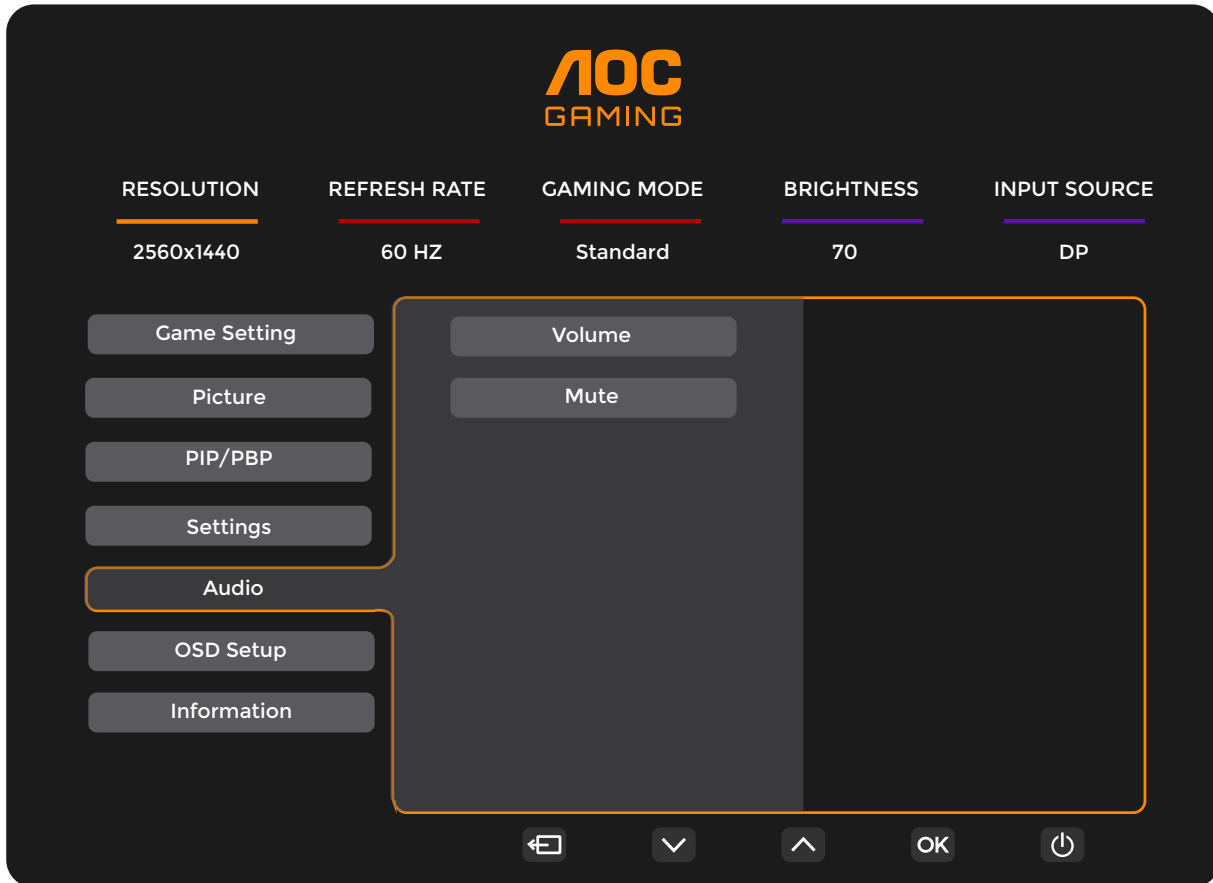 AOC
GAMING
RESOLUTION REFRESH RATE GAMING MODE BRIGHTNESS INPUT SOURCE
2560x1440 60 HZ Standard 70 DP
Game Setting
Volume
Picture
Mute
PIP/PBP
Settings
Audio
OSD Setup
Information
OK